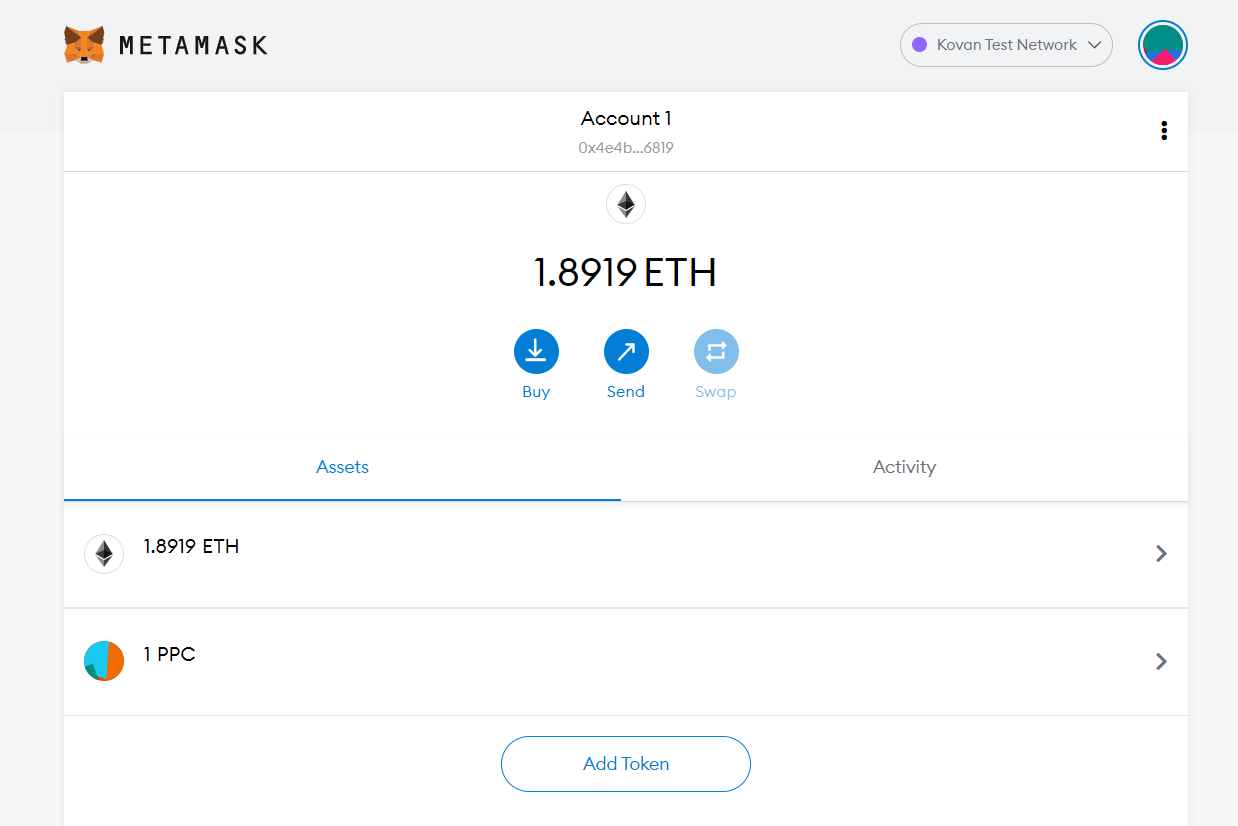 METAMASK
Kovan Test Network
Account 1
0x4e4b...6819
1.8919 ETH
Buy
Send
Swap
Assets
Activity
1.8919 ETH
1 PPC
Add Token